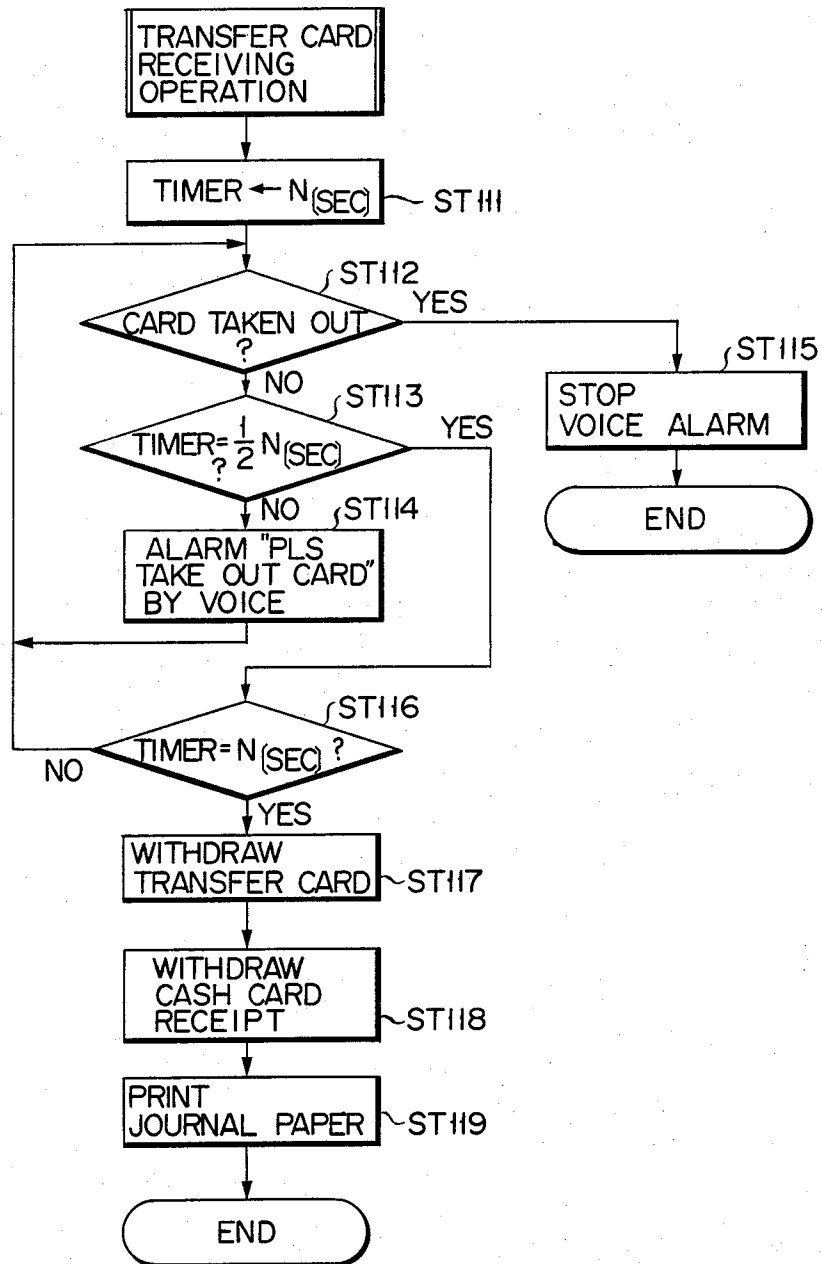 TRANSFER CARD
RECEIVING
OPERATION
TIMER ← N(SEC)
ST111
ST112
CARD TAKEN OUT
?
YES
NO
ST115
STOP
VOICE ALARM
END
ST113
TIMER = 1/2 N(SEC)
?
YES
NO
ST114
ALARM "PLS
TAKE OUT CARD"
BY VOICE
ST116
TIMER = N(SEC) ?
NO
YES
WITHDRAW
TRANSFER CARD
ST117
WITHDRAW
CASH CARD
RECEIPT
ST118
PRINT
JOURNAL PAPER
ST119
END